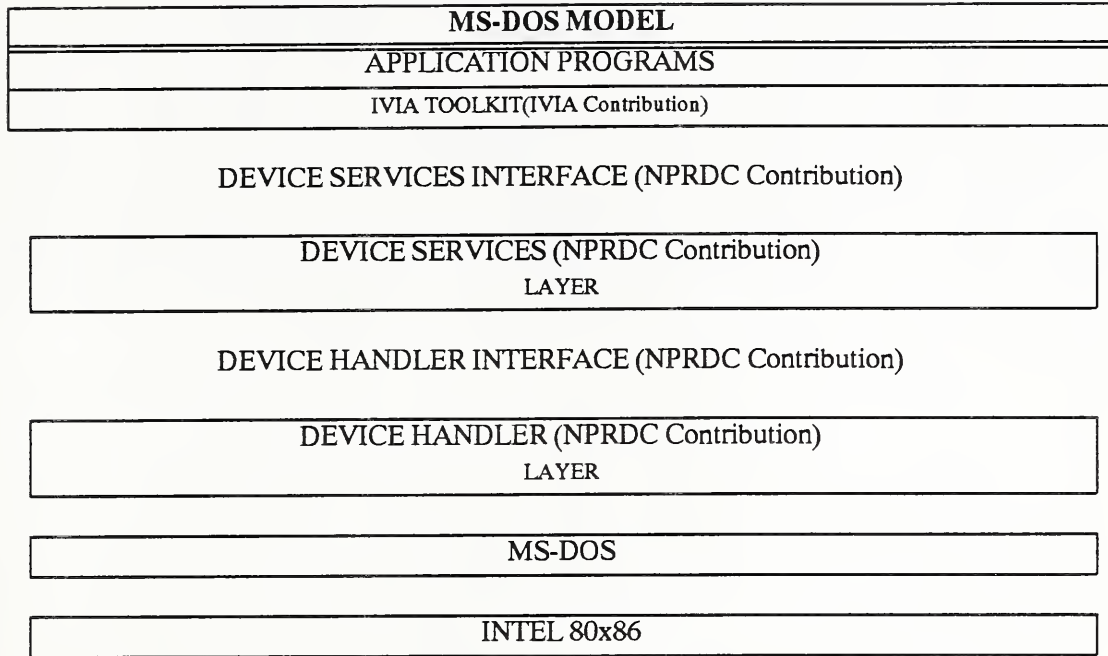 MS-DOS MODEL
APPLICATION PROGRAMS
IVIA TOOLKIT(IVIA Contribution)
DEVICE SERVICES INTERFACE (NPRDC Contribution)
DEVICE SERVICES (NPRDC Contribution)
LAYER
DEVICE HANDLER INTERFACE (NPRDC Contribution)
DEVICE HANDLER (NPRDC Contribution)
LAYER
MS-DOS
INTEL 80x86